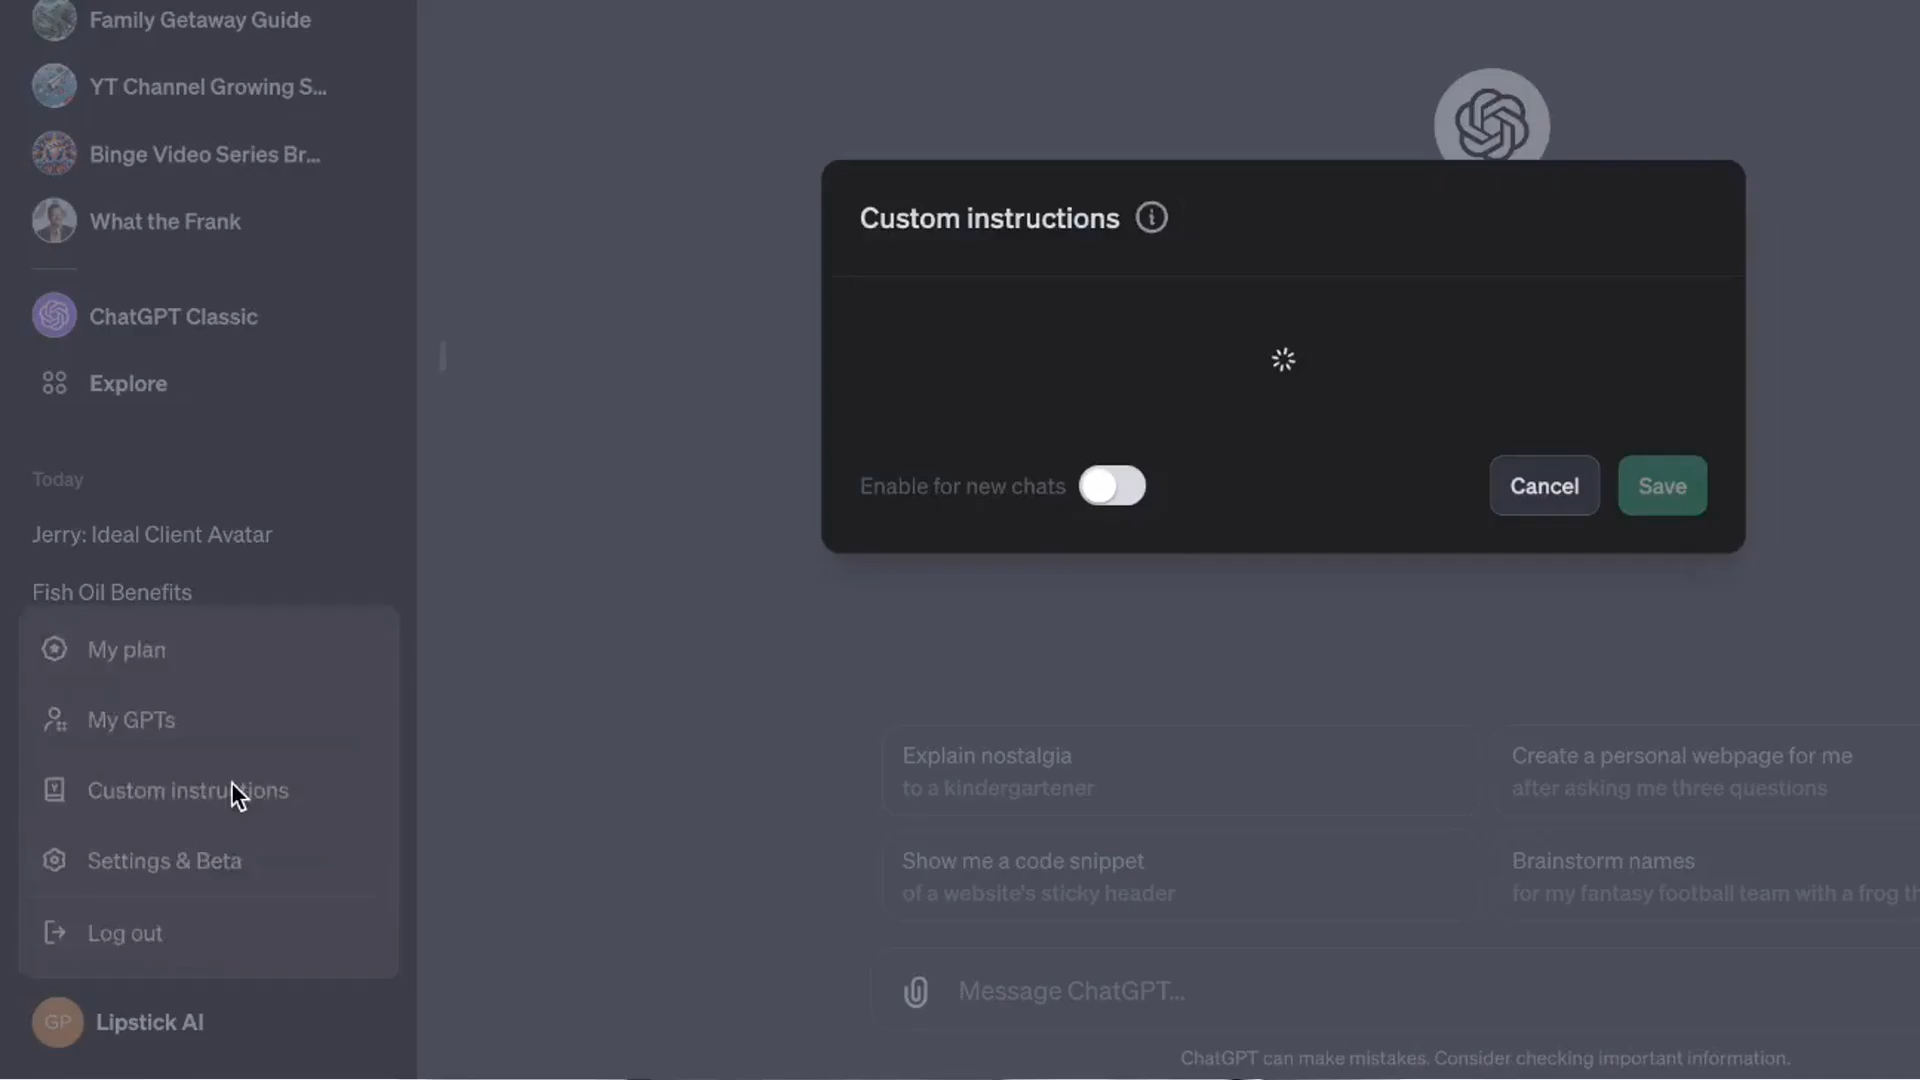 Family Getaway Guide
YT Channel Growing S...
Binge Video Series Br...
What the Frank
ChatGPT Classic
Explore
Today
Jerry: Ideal Client Avatar
Fish Oil Benefits
My plan
My GPTs
Custom instructions
Settings & Beta
Log out
GP Lipstick AI
Custom instructions
Enable for new chats
Cancel
Save
Explain nostalgia
to a kindergartener
Create a personal webpage for me
after asking me three questions
Show me a code snippet
of a website's sticky header
Brainstorm names
for my fantasy football team with a frog th
Message ChatGPT...
ChatGPT can make mistakes. Consider checking important information.